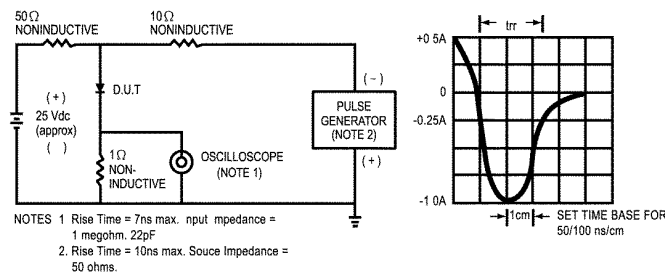 50Ω
NONINDUCTIVE
10Ω
NONINDUCTIVE
(+)
25 Vdc
(approx)
( )
D.U.T
1Ω
NON-
INDUCTIVE
OSCILLOSCOPE
(NOTE 1)
(−)
PULSE
GENERATOR
(NOTE 2)
(+)
NOTES 1 Rise Time = 7ns max. nput mpedance =
1 megohm. 22pF
2. Rise Time = 10ns max. Souce Impedance =
50 ohms.
trr
+0 5A
0
-0.25A
-1 0A
1cm
SET TIME BASE FOR
50/100 ns/cm